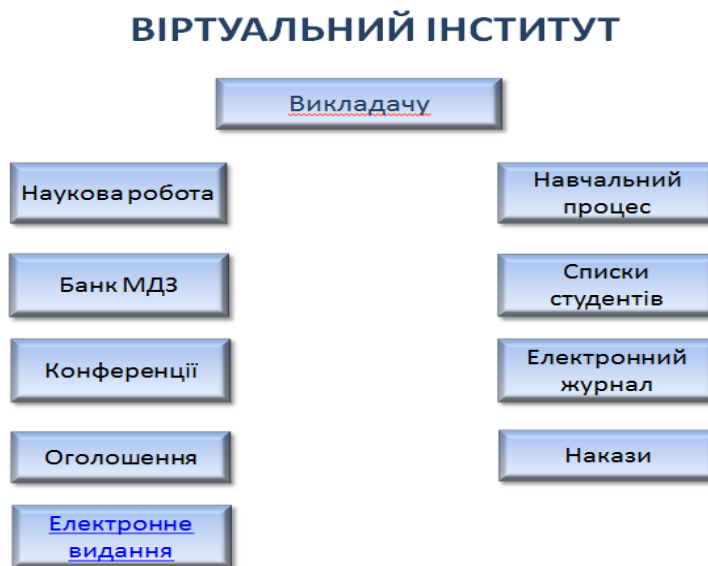 ВІРТУАЛЬНИЙ ІНСТИТУТ
Викладачу
Наукова робота
Банк МДЗ
Конференції
Оголошення
Електронне
видання
Навчальний
процес
Списки
студентів
Електронний
журнал
Накази